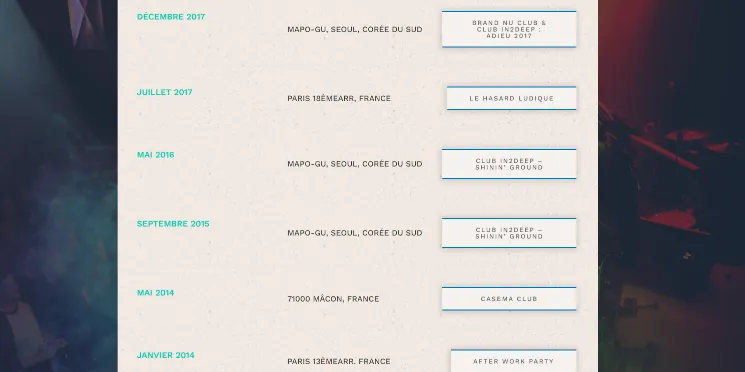 DÉCEMBRE 2017
MAPO-GU, SEOUL, CORÉE DU SUD
BRAND NU CLUB &
CLUB IN2DEEP :
ADIEU 2017
JUILLET 2017
PARIS 18ÈMEARR, FRANCE
LE HASARD LUDIQUE
MAI 2016
MAPO-GU, SEOUL, CORÉE DU SUD
CLUB IN2DEEP –
SHININ' GROUND
SEPTEMBRE 2015
MAPO-GU, SEOUL, CORÉE DU SUD
CLUB IN2DEEP –
SHININ' GROUND
MAI 2014
71000 MÂCON, FRANCE
CASEMA CLUB
JANVIER 2014
PARIS 13ÈMEARR. FRANCE
AFTER WORK PARTY